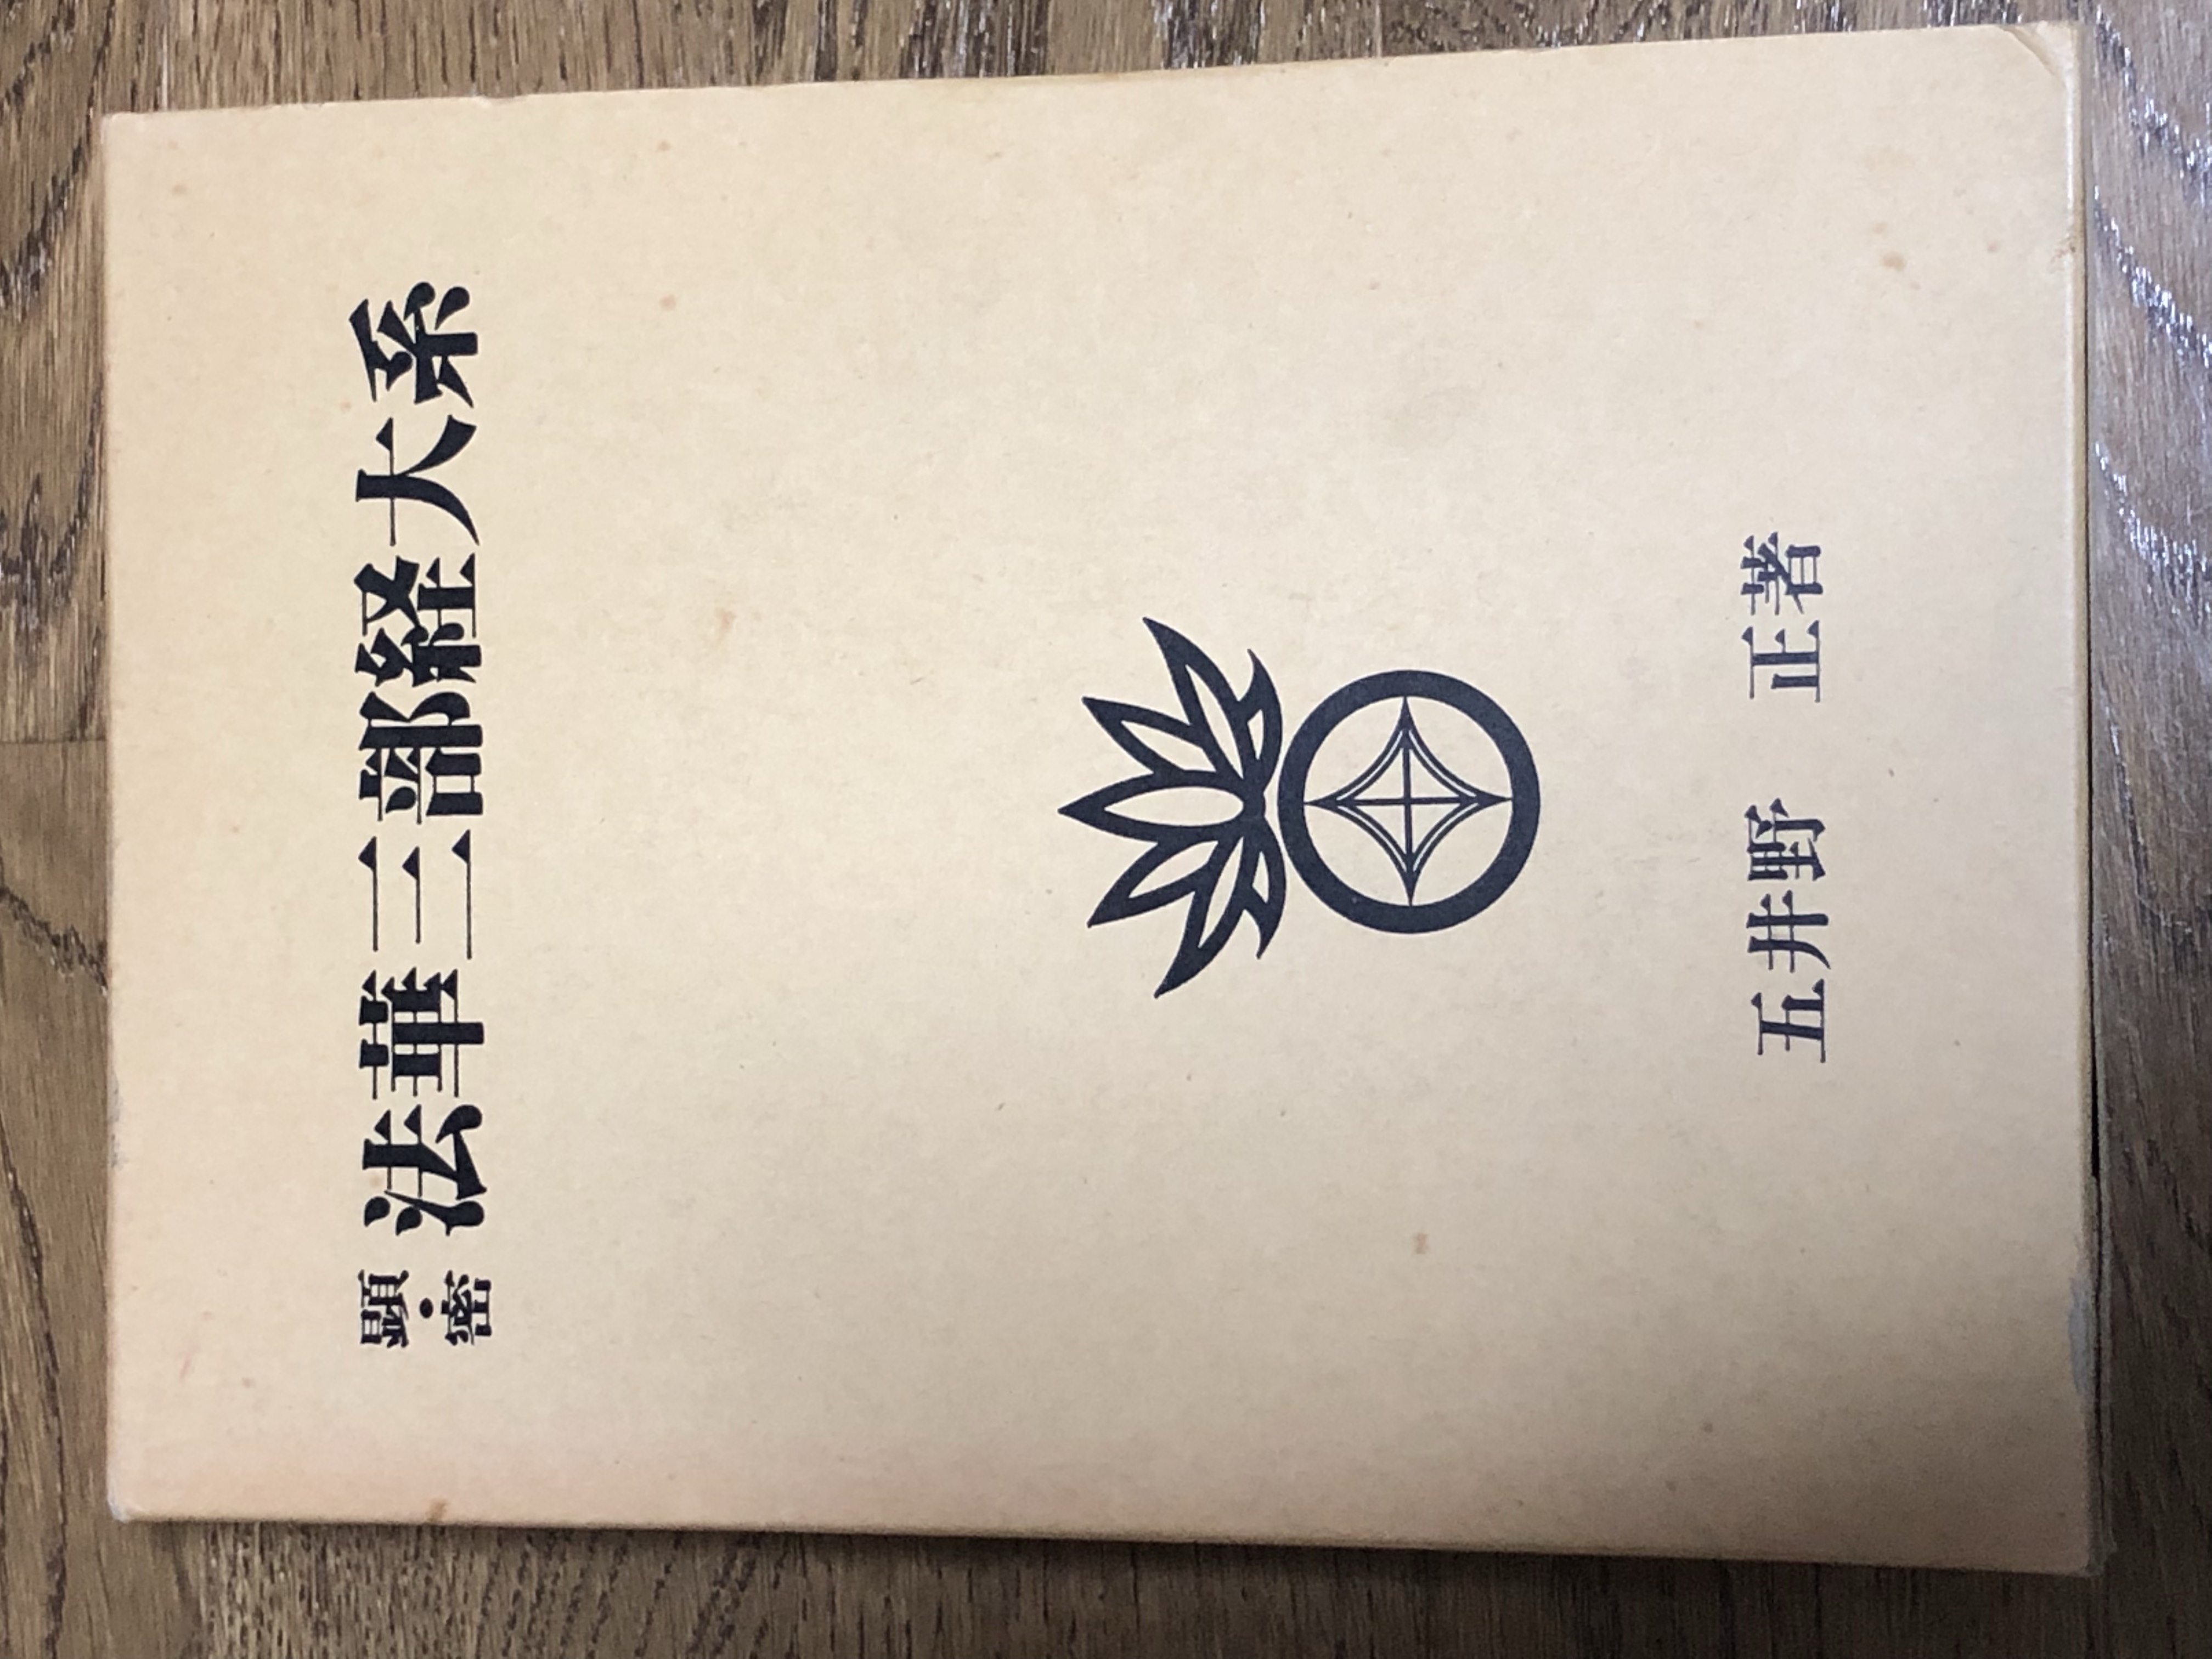 顕・密
法華三部経大系
五井野 正著